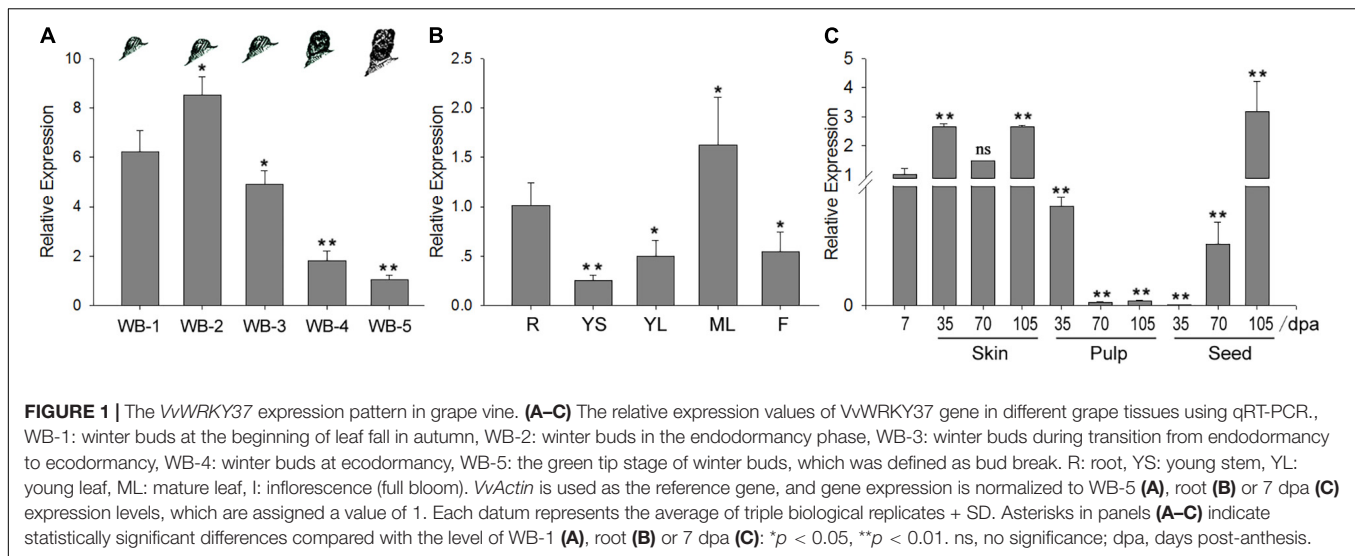 A
10
8
6
4
2
0
Relative Expression
*
*
**
**
WB-1 WB-2 WB-3 WB-4 WB-5
B
2.5
2.0
1.5
1.0
.5
0.0
Relative Expression
**
*
*
*
R YS YL ML F
C
5
4
3
2
1
0
Relative Expression
**
ns
**
**
**
**
**
**
**
7 35 70 105 35 70 105 35 70 105 /dpa
Skin Pulp Seed
FIGURE 1 | The VvWRKY37 expression pattern in grape vine. (A–C) The relative expression values of VvWRKY37 gene in different grape tissues using qRT-PCR.,
WB-1: winter buds at the beginning of leaf fall in autumn, WB-2: winter buds in the endodormancy phase, WB-3: winter buds during transition from endodormancy
to ecodormancy, WB-4: winter buds at ecodormancy, WB-5: the green tip stage of winter buds, which was defined as bud break. R: root, YS: young stem, YL:
young leaf, ML: mature leaf, I: inflorescence (full bloom). VvActin is used as the reference gene, and gene expression is normalized to WB-5 (A), root (B) or 7 dpa (C)
expression levels, which are assigned a value of 1. Each datum represents the average of triple biological replicates + SD. Asterisks in panels (A–C) indicate
statistically significant differences compared with the level of WB-1 (A), root (B) or 7 dpa (C): *p < 0.05, **p < 0.01. ns, no significance; dpa, days post-anthesis.